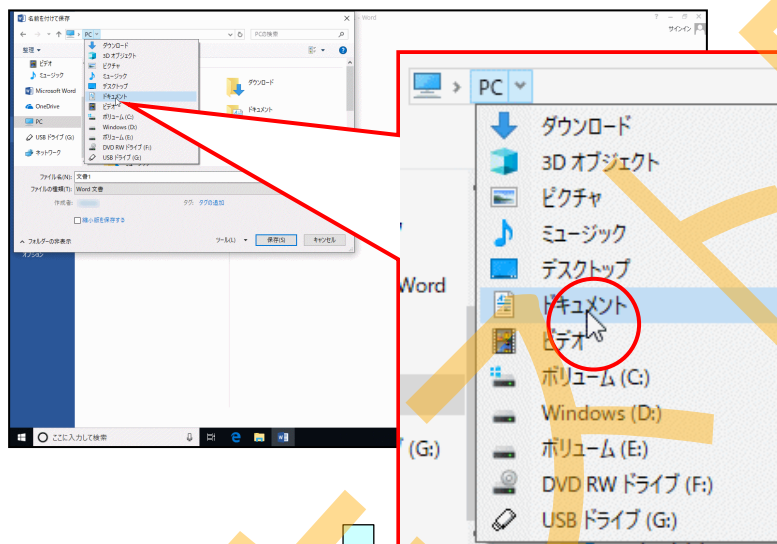 名前を付けて保存
- Word
サインイン
PC
PCの検索
整理
ダウンロード
3D オブジェクト
ピクチャ
ミュージック
デスクトップ
ドキュメント
ビデオ
ボリューム (C:)
Windows (D:)
ボリューム (E:)
DVD RW ドライブ (F:)
USB ドライブ (G:)
ビデオ
ミュージック
Microsoft Word
OneDrive
PC
USB ドライブ (G:)
ネットワーク
ダウンロード
ドキュメント
ファイル名(N): 文書1
ファイルの種類(T): Word 文書
作成者:
タグ: タグの追加
縮小版を保存する
フォルダーの非表示
ツール(L)
保存(S)
キャンセル
オプション
ここに入力して検索
PC
ダウンロード
3D オブジェクト
ピクチャ
ミュージック
デスクトップ
ドキュメント
ビデオ
ボリューム (C:)
Windows (D:)
ボリューム (E:)
DVD RW ドライブ (F:)
USB ドライブ (G:)
Word
(G:)